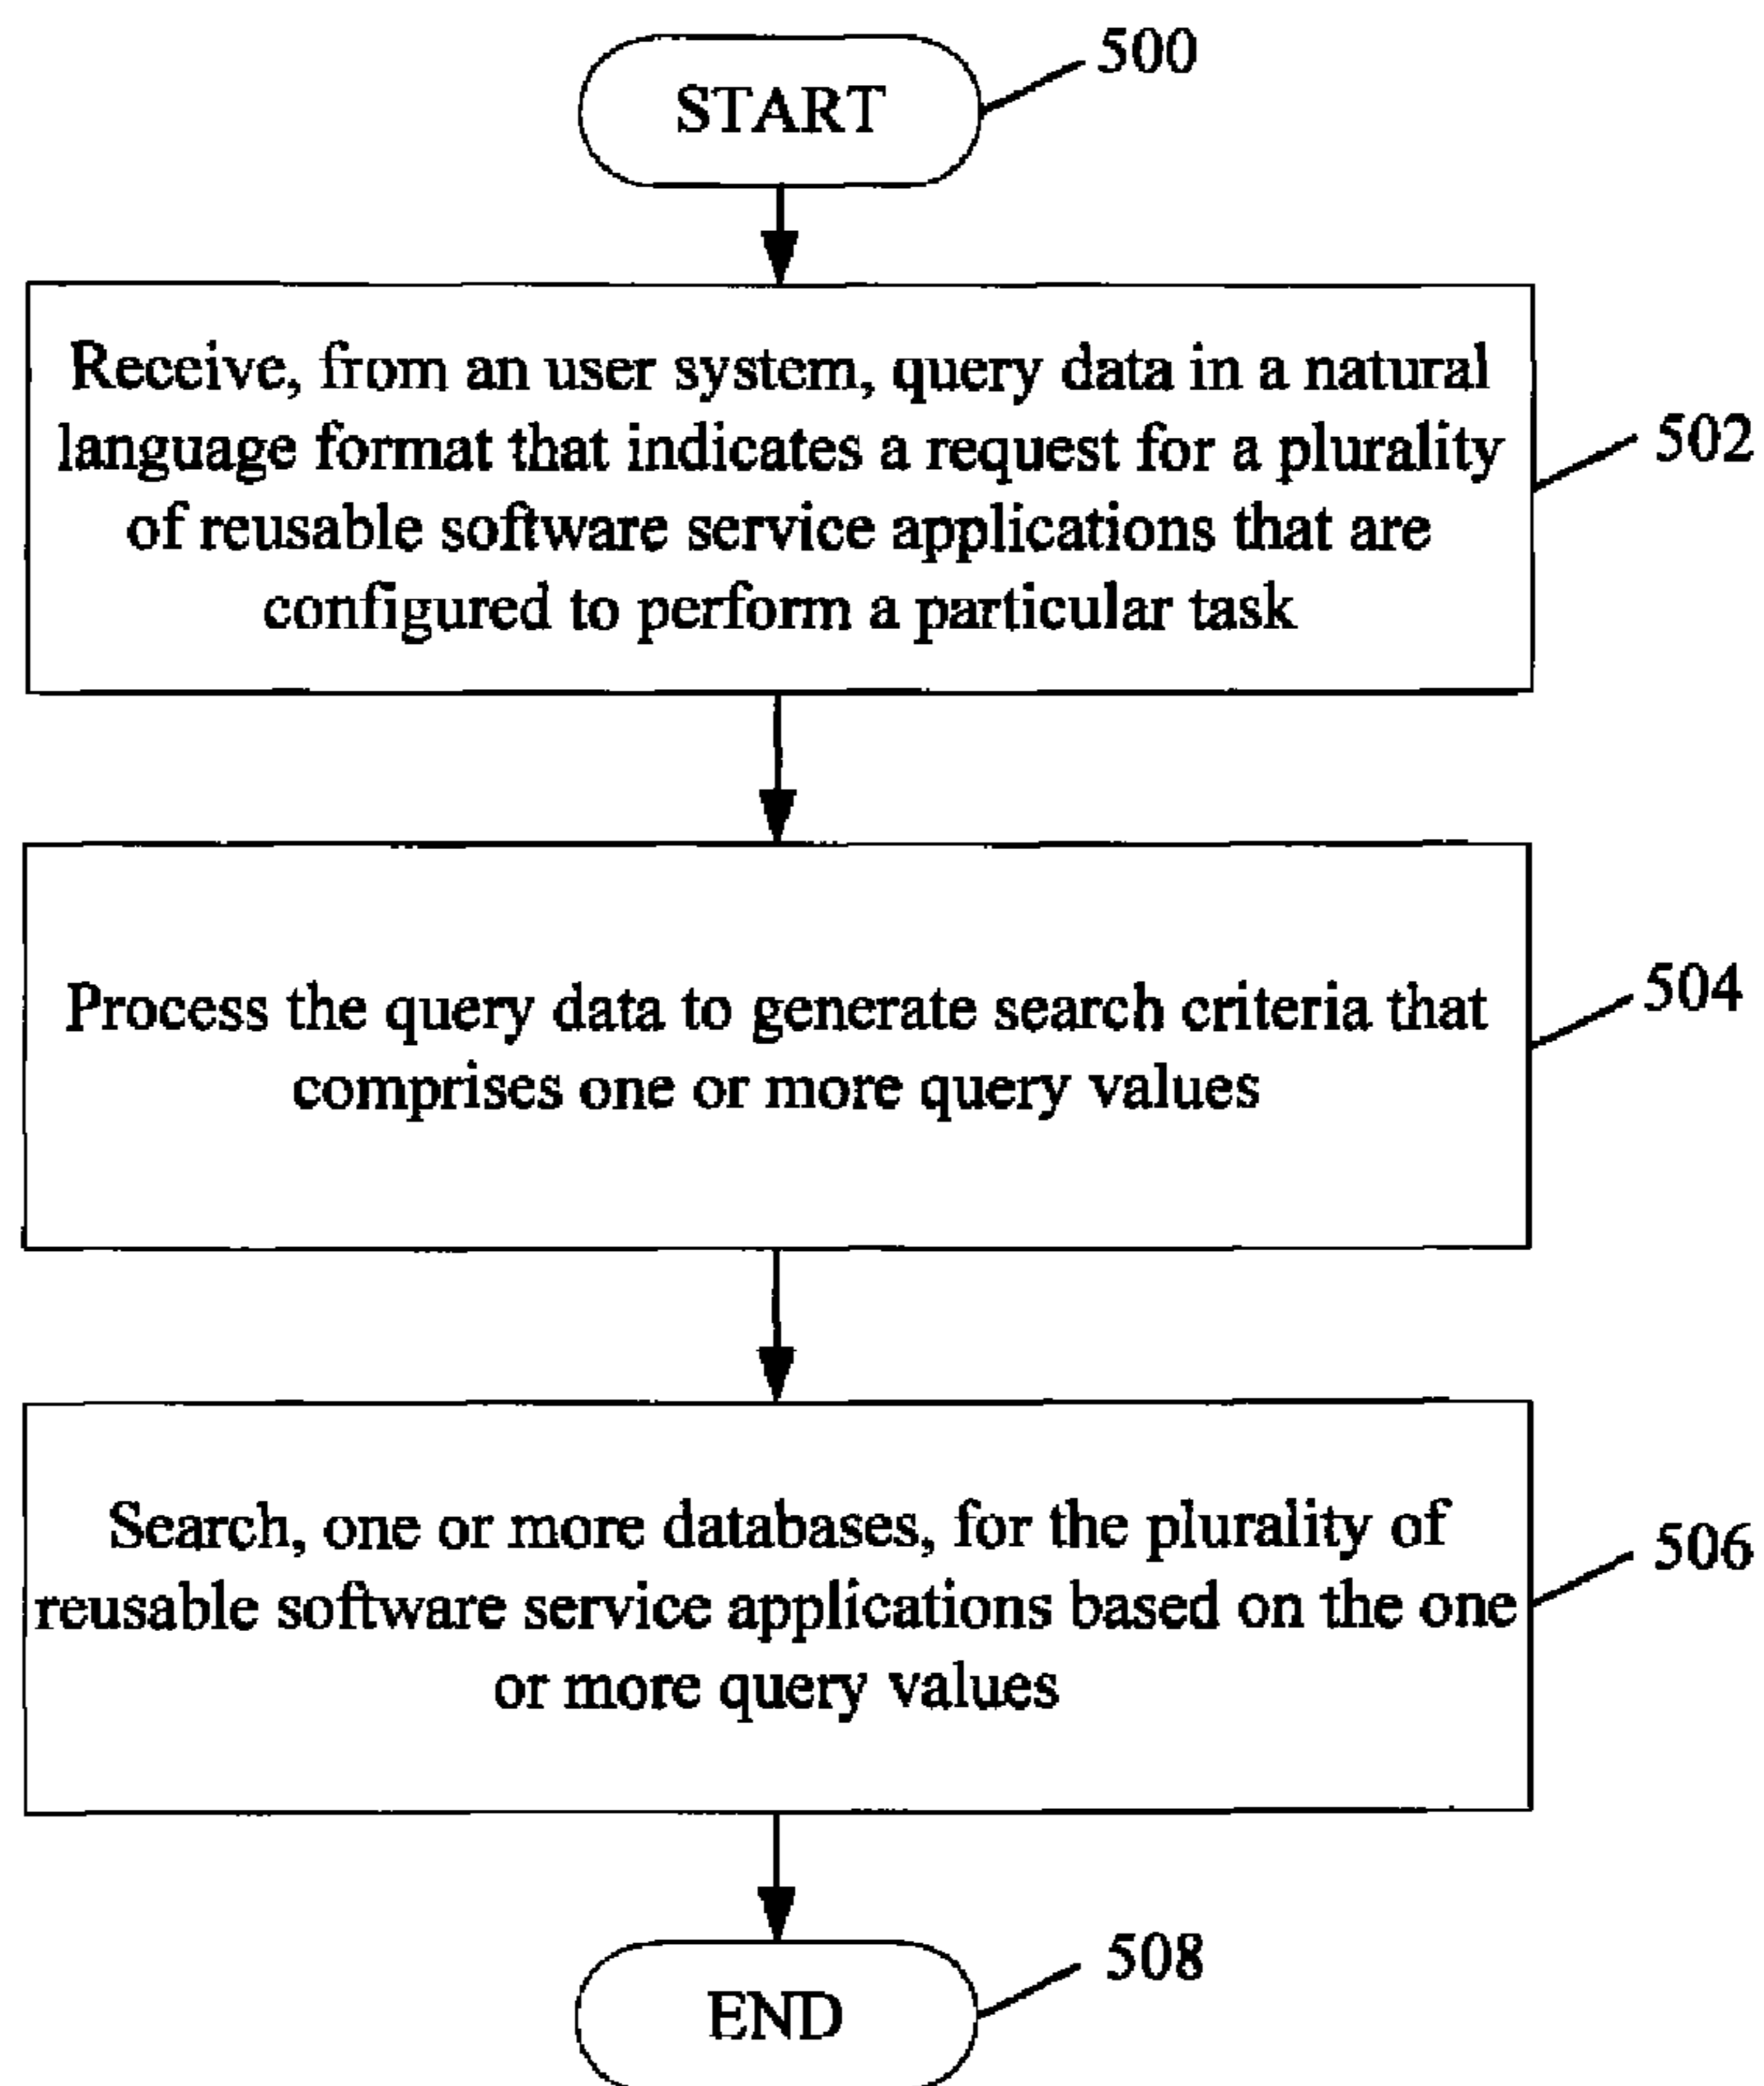 START
500
Receive, from an user system, query data in a natural
language format that indicates a request for a plurality
of reusable software service applications that are
configured to perform a particular task
502
Process the query data to generate search criteria that
comprises one or more query values
504
Search, one or more databases, for the plurality of
reusable software service applications based on the one
or more query values
506
END
508